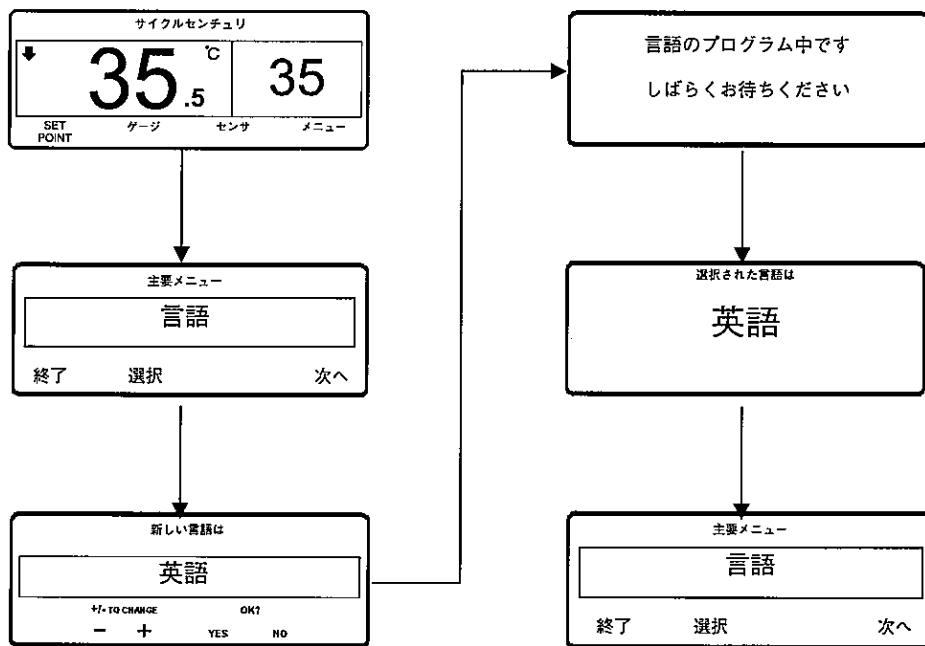 サイクルセンチュリ
35.5 ℃ 35
SET POINT ゲージ センサ メニュー
主要メニュー
言語
終了 選択 次へ
新しい言語は
英語
+/- TO CHANGE OK?
− + YES NO
言語のプログラム中です
しばらくお待ちください
選択された言語は
英語
主要メニュー
言語
終了 選択 次へ